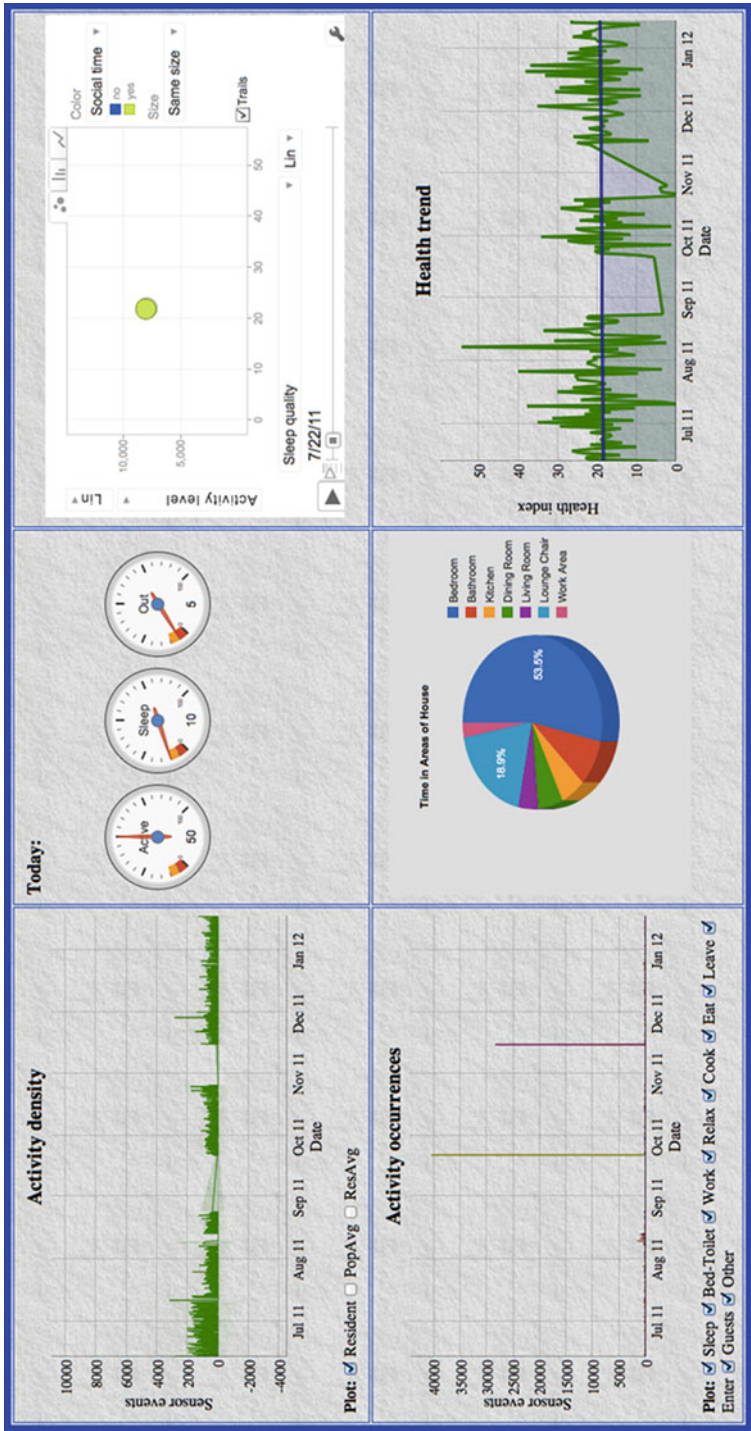 Activity density
10000
8000
6000
4000
2000
0
-2000
-4000
Sensor events
Jul 11
Aug 11
Sep 11
Oct 11
Nov 11
Dec 11
Jan 12
Date
Plot: Resident PopAvg ResAvg
Today:
Active
0
100
50
Sleep
0
100
10
Out
0
100
5
Color
Social time
no
yes
Size
Same size
Trails
Activity level
Lin
10,000
5,000
0
10
20
30
40
50
Sleep quality
Lin
7/22/11
Activity occurrences
40000
35000
30000
25000
20000
15000
10000
5000
0
Sensor events
Jul 11
Aug 11
Sep 11
Oct 11
Nov 11
Dec 11
Jan 12
Date
Plot: Sleep Bed-Toilet Work Relax Cook Eat Leave
Enter Guests Other
Time in Areas of House
53.5%
18.9%
Bedroom
Bathroom
Kitchen
Dining Room
Living Room
Lounge Chair
Work Area
Health trend
50
40
30
20
10
0
Health index
Jul 11
Aug 11
Sep 11
Oct 11
Nov 11
Dec 11
Jan 12
Date